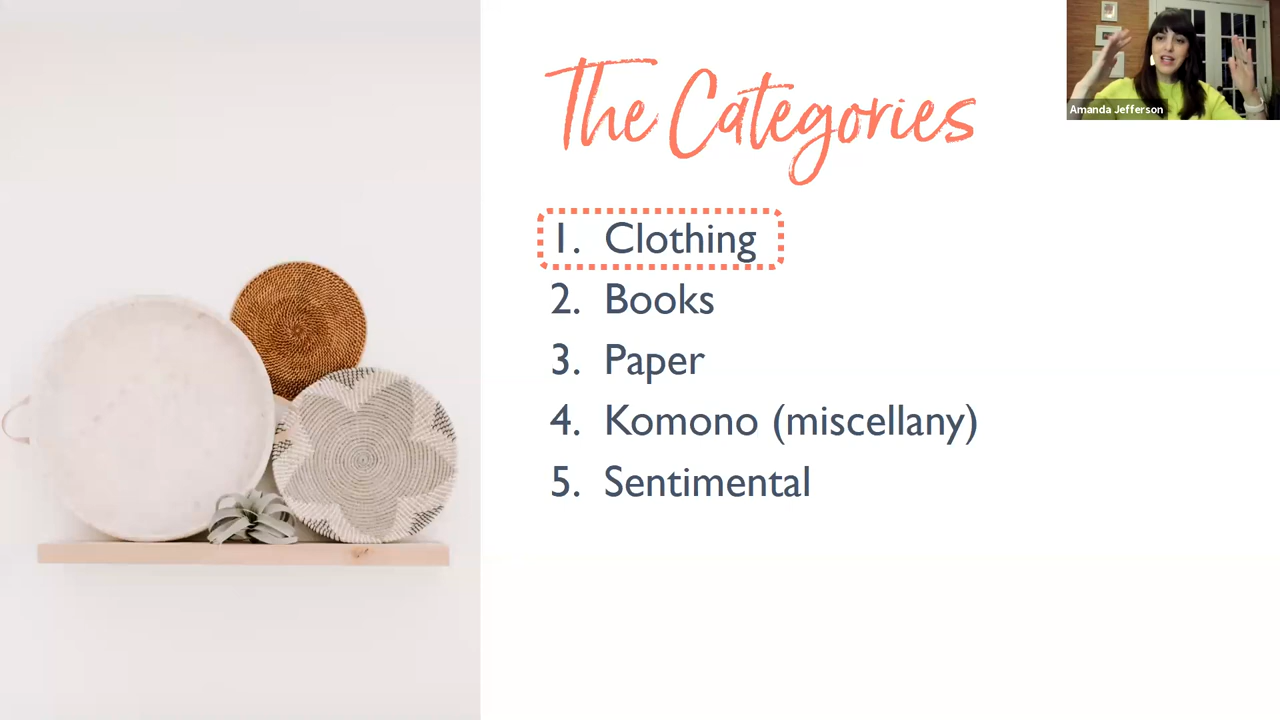 The Categories
Amanda Jefferson
1. Clothing
2. Books
3. Paper
4. Komono (miscellany)
5. Sentimental